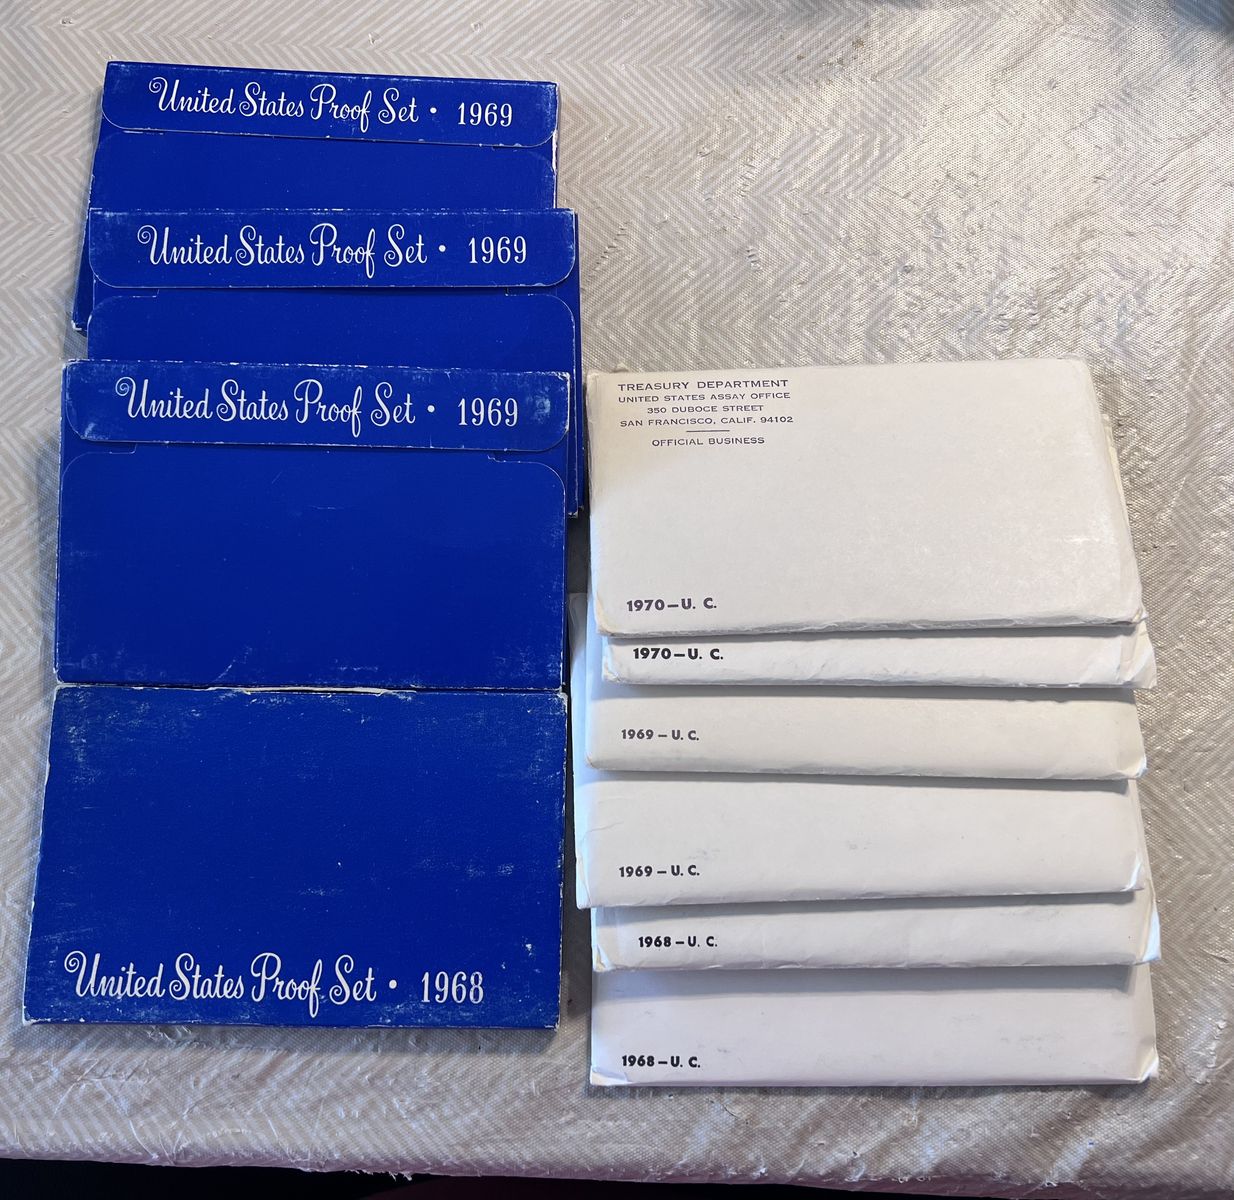 United States Proof Set • 1969
United States Proof Set • 1969
United States Proof Set • 1969
United States Proof Set • 1968
TREASURY DEPARTMENT
UNITED STATES ASSAY OFFICE
350 DUBOCE STREET
SAN FRANCISCO, CALIF. 94102
OFFICIAL BUSINESS
1970–U. C.
1970–U. C.
1969 – U. C.
1969 – U. C.
1968 – U. C.
1968 – U. C.